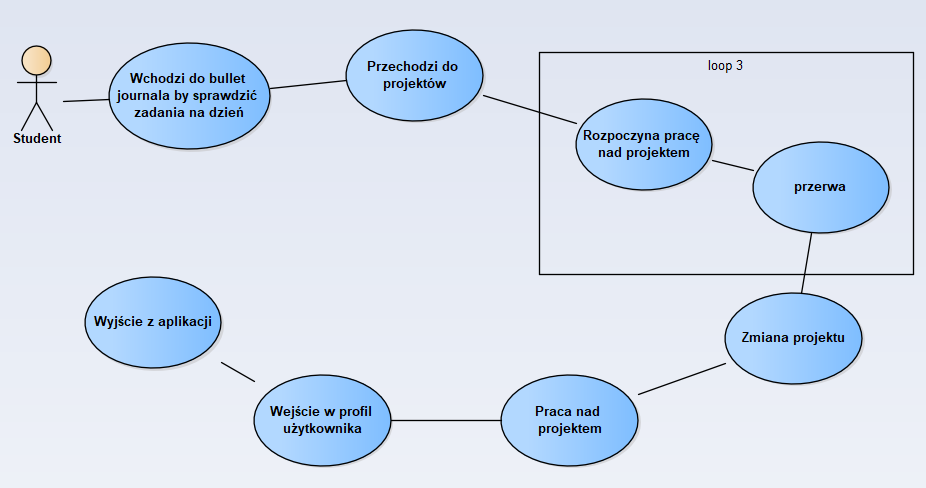 Student
Wchodzi do bullet
journala by sprawdzić
zadania na dzień
Przechodzi do
projektów
loop 3
Rozpoczyna pracę
nad projektem
przerwa
Zmiana projektu
Praca nad
projektem
Wejście w profil
użytkownika
Wyjście z aplikacji